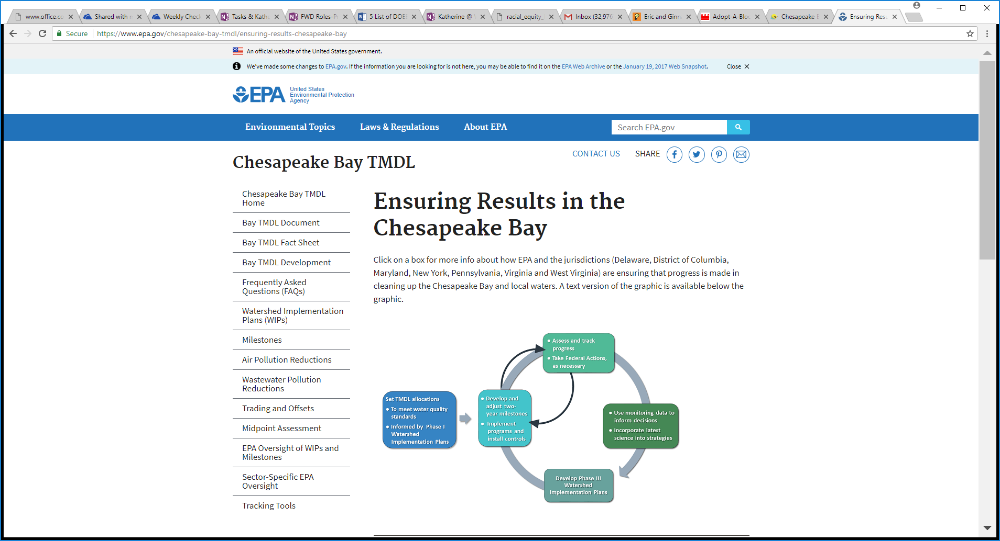 www.office.co
Shared with m
Weekly Check
Tasks & Kathe
FWD Roles-Pr
5 List of DOEE
Katherine @
racial_equity_
Inbox (32,976
Eric and Ginn
Adopt-A-Bloc
Chesapeake B
Ensuring Resu
Secure
https://www.epa.gov/chesapeake-bay-tmdl/ensuring-results-chesapeake-bay
An official website of the United States government.
We've made some changes to EPA.gov. If the information you are looking for is not here, you may be able to find it on the EPA Web Archive or the January 19, 2017 Web Snapshot.
Close
EPA
United States
Environmental Protection
Agency
Environmental Topics
Laws & Regulations
About EPA
Search EPA.gov
CONTACT US
SHARE
Chesapeake Bay TMDL
Chesapeake Bay TMDL
Home
Bay TMDL Document
Bay TMDL Fact Sheet
Bay TMDL Development
Frequently Asked
Questions (FAQs)
Watershed Implementation
Plans (WIPs)
Milestones
Air Pollution Reductions
Wastewater Pollution
Reductions
Trading and Offsets
Midpoint Assessment
EPA Oversight of WIPs and
Milestones
Sector-Specific EPA
Oversight
Tracking Tools
Ensuring Results in the
Chesapeake Bay
Click on a box for more info about how EPA and the jurisdictions (Delaware, District of Columbia,
Maryland, New York, Pennsylvania, Virginia and West Virginia) are ensuring that progress is made in
cleaning up the Chesapeake Bay and local waters. A text version of the graphic is available below the
graphic.
• Assess and track
progress
• Take Federal Actions,
as necessary
Set TMDL allocations
• To meet water quality
standards
• Informed by Phase I
Watershed
Implementation Plans
• Develop and
adjust two-
year milestones
• Implement
programs and
install controls
• Use monitoring data to
inform decisions
• Incorporate latest
science into strategies
Develop Phase III
Watershed
Implementation Plans